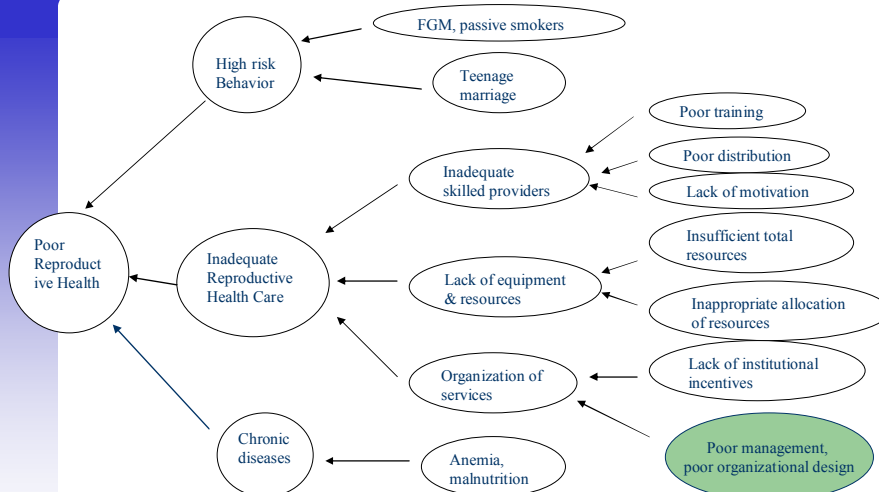 FGM, passive smokers
High risk
Behavior
Teenage
marriage
Poor training
Poor distribution
Inadequate
skilled providers
Lack of motivation
Insufficient total
resources
Poor
Reproduct
ive Health
Inadequate
Reproductive
Health Care
Lack of equipment
& resources
Inappropriate allocation
of resources
Organization of
services
Lack of institutional
incentives
Chronic
diseases
Anemia,
malnutrition
Poor management,
poor organizational design